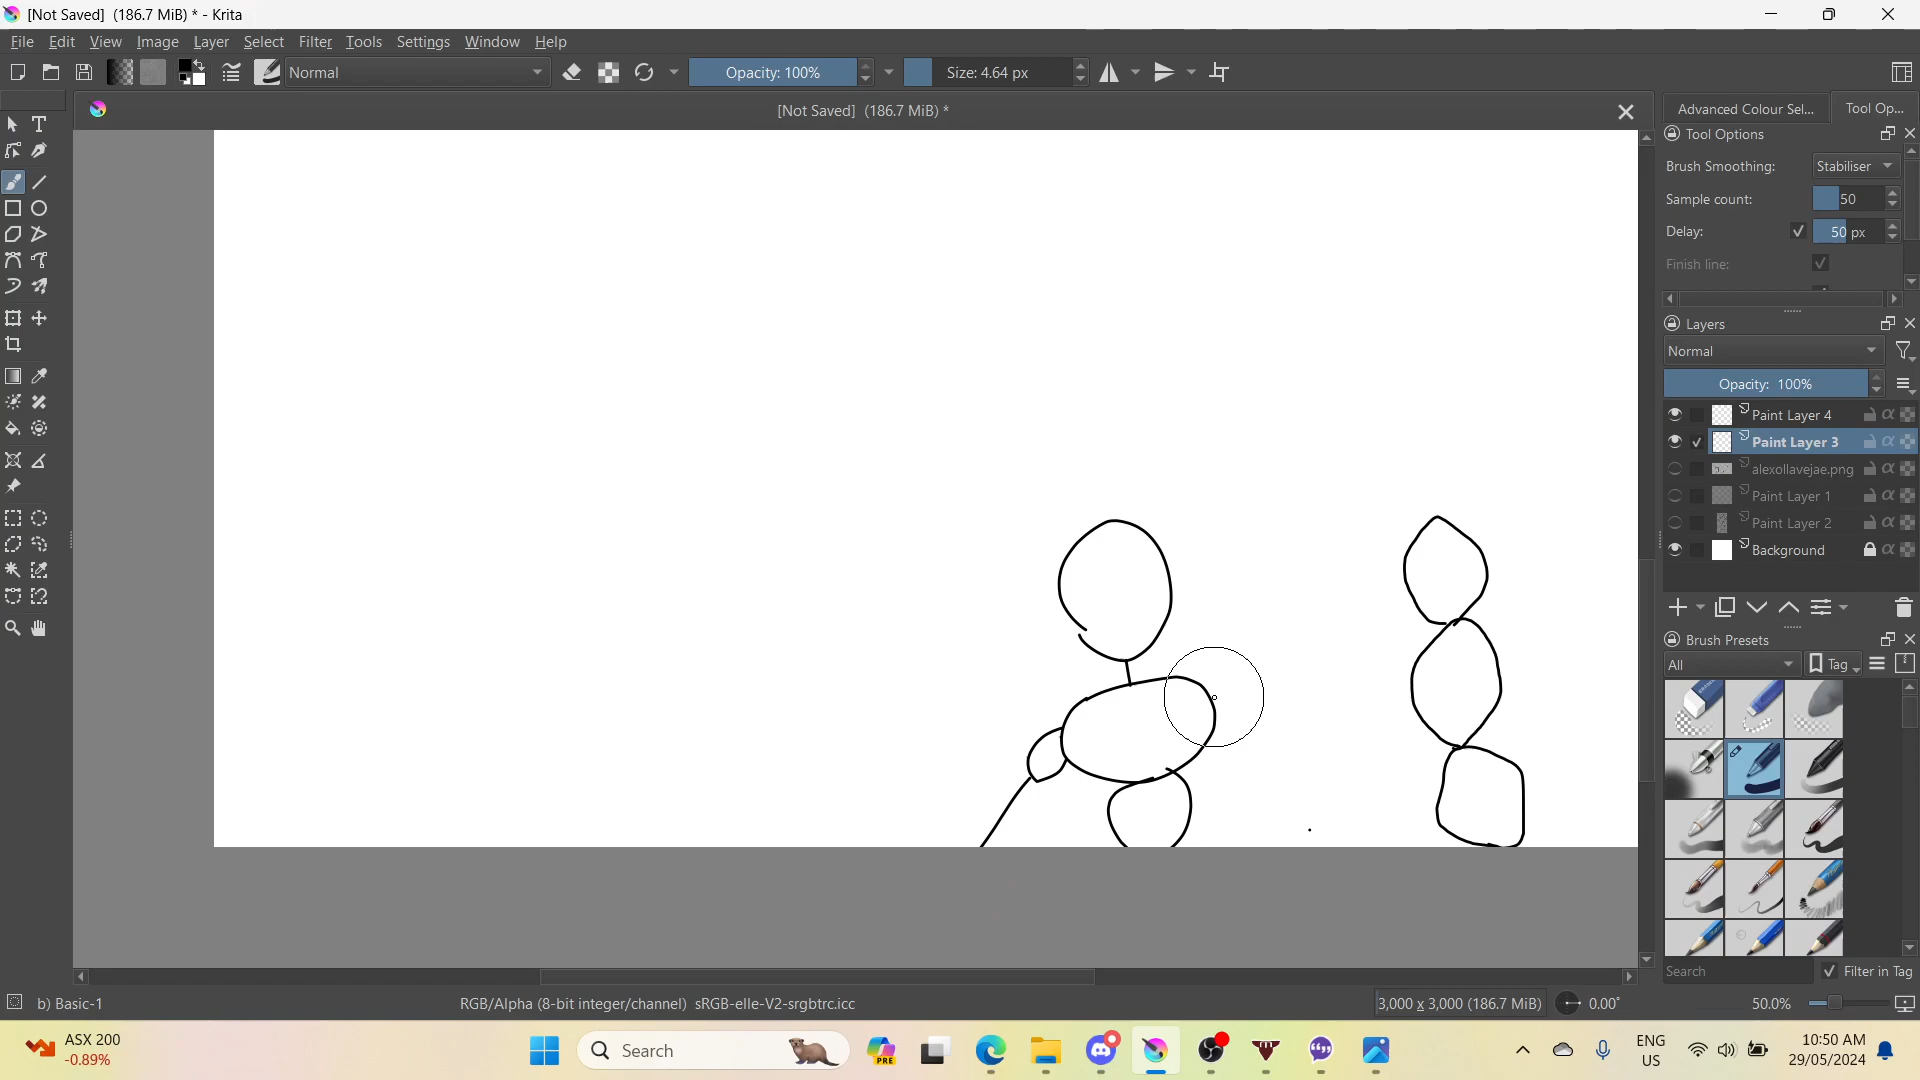 [Not Saved]  (186.7 MiB) * - Krita
File Edit View Image Layer Select Filter Tools Settings Window Help
Normal Opacity: 100% Size: 4.64 px
[Not Saved]  (186.7 MiB) *
Advanced Colour Sel... Tool Op...
Tool Options
Brush Smoothing: Stabiliser
Sample count: 50
Delay: 50 px
Finish line:
Layers
Normal
Opacity:  100%
Paint Layer 4
Paint Layer 3
alexollavejae.png
Paint Layer 1
Paint Layer 2
Background
Brush Presets
All Tag
Search Filter in Tag
b) Basic-1 RGB/Alpha (8-bit integer/channel)  sRGB-elle-V2-srgbtrc.icc 3,000 x 3,000 (186.7 MiB) 0.00° 50.0%
ASX 200
-0.89%
Search
PRE
ENG
US
10:50 AM
29/05/2024